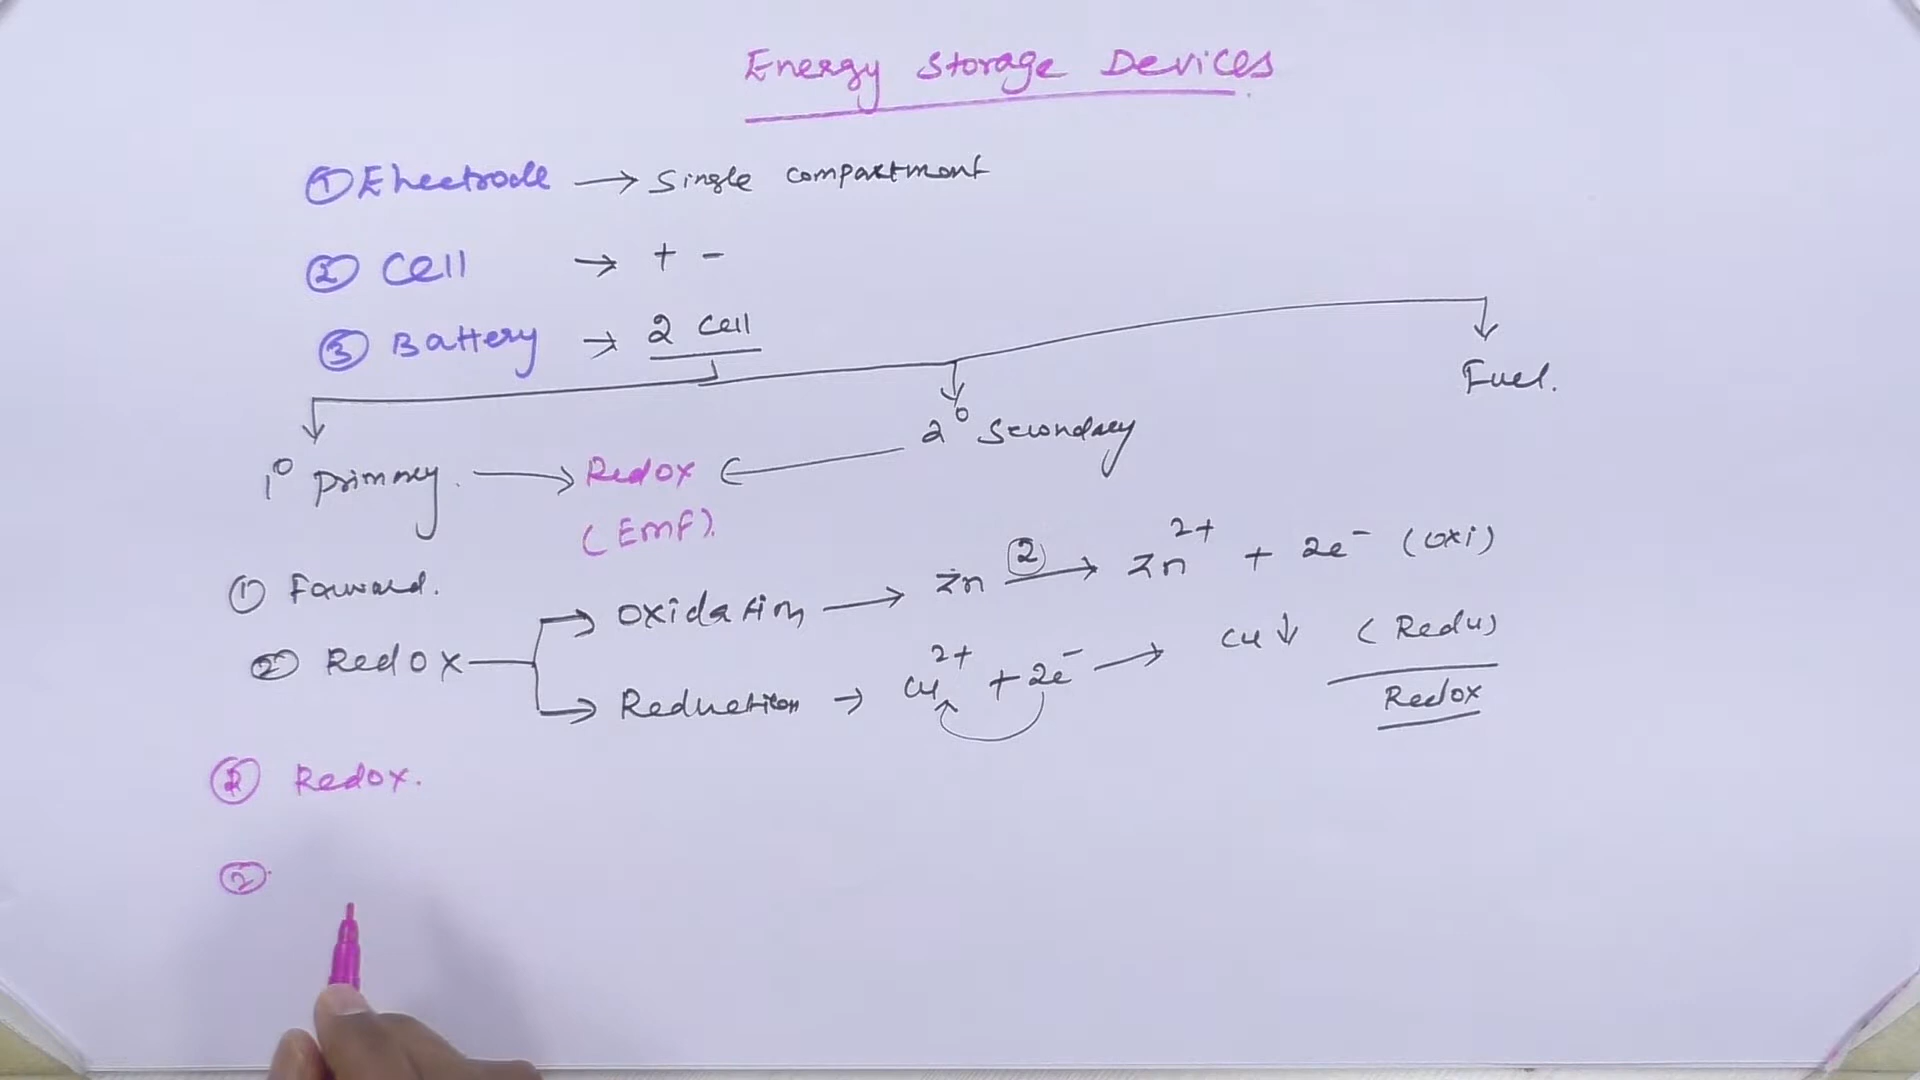 Energy Storage Devices
① Electrode → Single compartment
② Cell → + -
③ Battery → 2 Cell
Fuel.
2° Secondary
1° primary. → Redox
(EMF).
① Forward.
② Redox
Oxidation → Zn ② → Zn²⁺ + 2e⁻ (Oxi)
Reduction → Cu²⁺ + 2e⁻ → Cu↓ (Redu)
Redox
Redox.
②